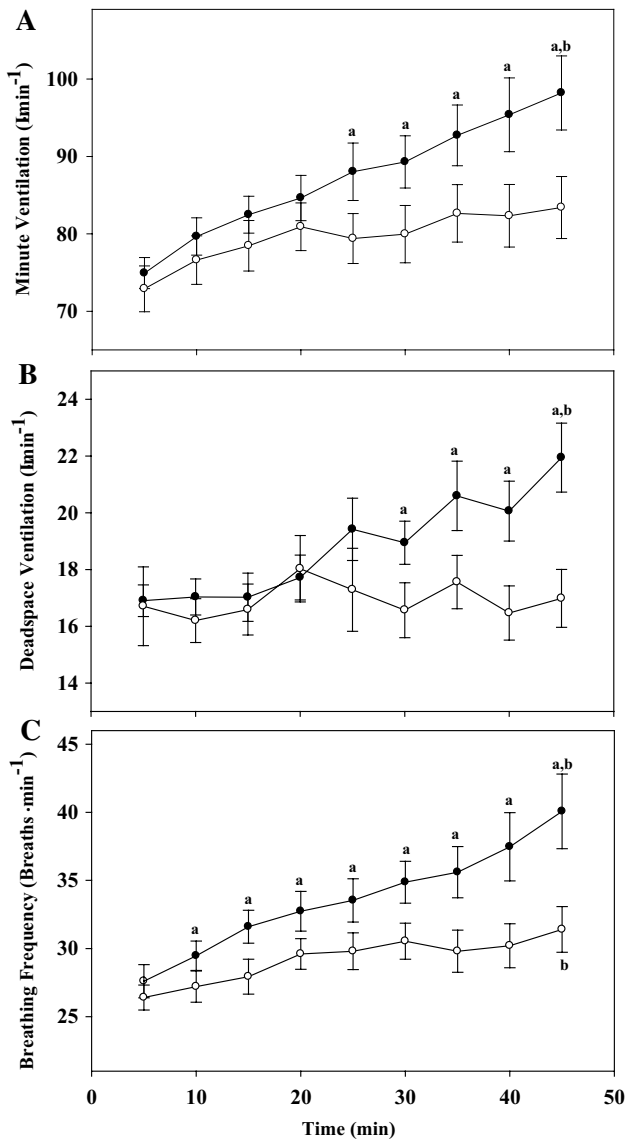 A
Minute Ventilation (l·min⁻¹)
100
90
80
70
a
a
a
a
a,b
B
Deadspace Ventilation (l·min⁻¹)
24
22
20
18
16
14
a
a
a
a,b
C
Breathing Frequency (Breaths·min⁻¹)
45
40
35
30
25
a
a
a
a
a
a
a
a,b
b
0 10 20 30 40 50
Time (min)